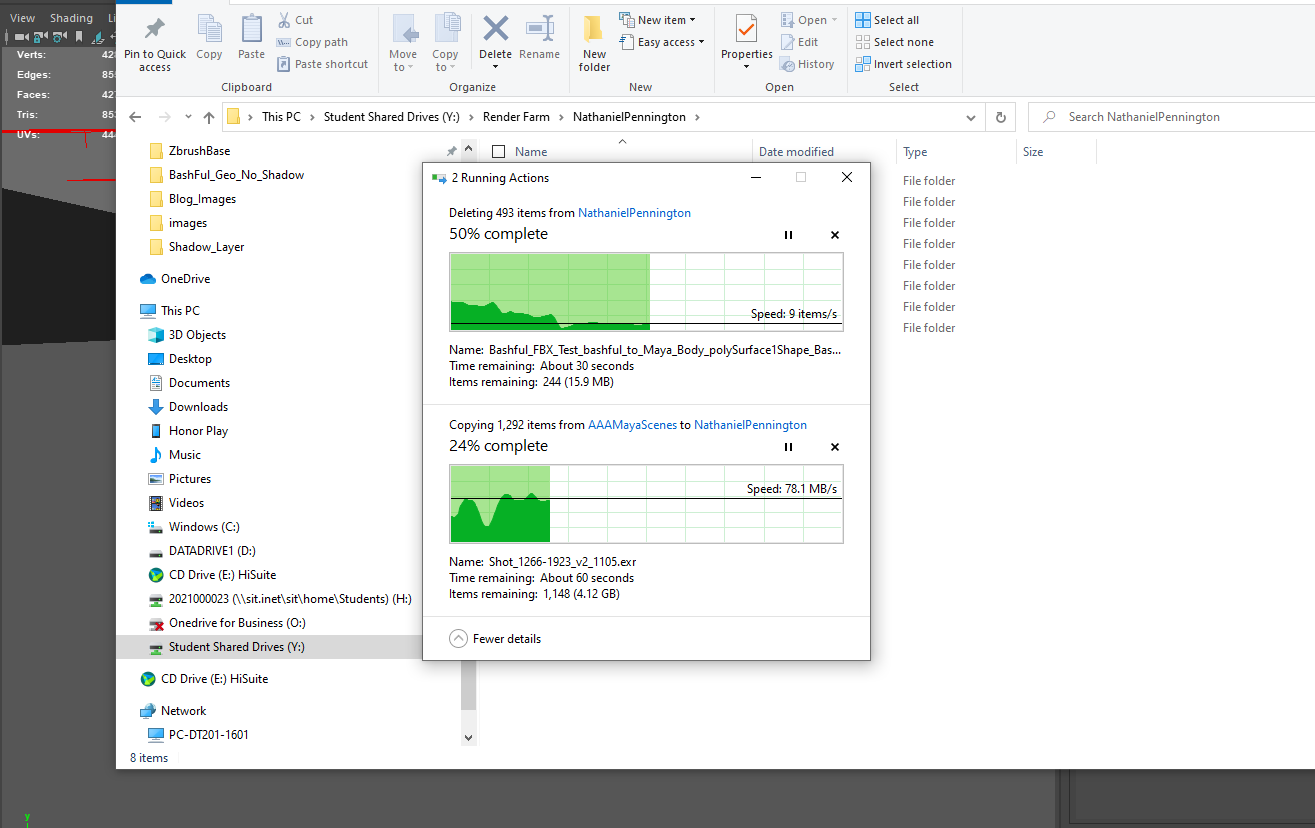 View Shading Li
Verts: 42
Edges: 85
Faces: 427
Tris: 853
UVs: 444
Pin to Quick access
Copy
Paste
Cut
Copy path
Paste shortcut
Clipboard
Move to
Copy to
Delete
Rename
Organize
New folder
New item
Easy access
New
Properties
Open
Edit
History
Open
Select all
Select none
Invert selection
Select
This PC > Student Shared Drives (Y:) > Render Farm > NathanielPennington >
Search NathanielPennington
Name
Date modified
Type
Size
ZbrushBase
BashFul_Geo_No_Shadow
Blog_Images
images
Shadow_Layer
OneDrive
This PC
3D Objects
Desktop
Documents
Downloads
Honor Play
Music
Pictures
Videos
Windows (C:)
DATADRIVE1 (D:)
CD Drive (E:) HiSuite
2021000023 (\\sit.inet\sit\home\Students) (H:)
Onedrive for Business (O:)
Student Shared Drives (Y:)
CD Drive (E:) HiSuite
Network
PC-DT201-1601
8 items
File folder
File folder
File folder
File folder
File folder
File folder
File folder
File folder
2 Running Actions
Deleting 493 items from NathanielPennington
50% complete
Speed: 9 items/s
Name: Bashful_FBX_Test_bashful_to_Maya_Body_polySurface1Shape_Bas...
Time remaining: About 30 seconds
Items remaining: 244 (15.9 MB)
Copying 1,292 items from AAAMayaScenes to NathanielPennington
24% complete
Speed: 78.1 MB/s
Name: Shot_1266-1923_v2_1105.exr
Time remaining: About 60 seconds
Items remaining: 1,148 (4.12 GB)
Fewer details
y